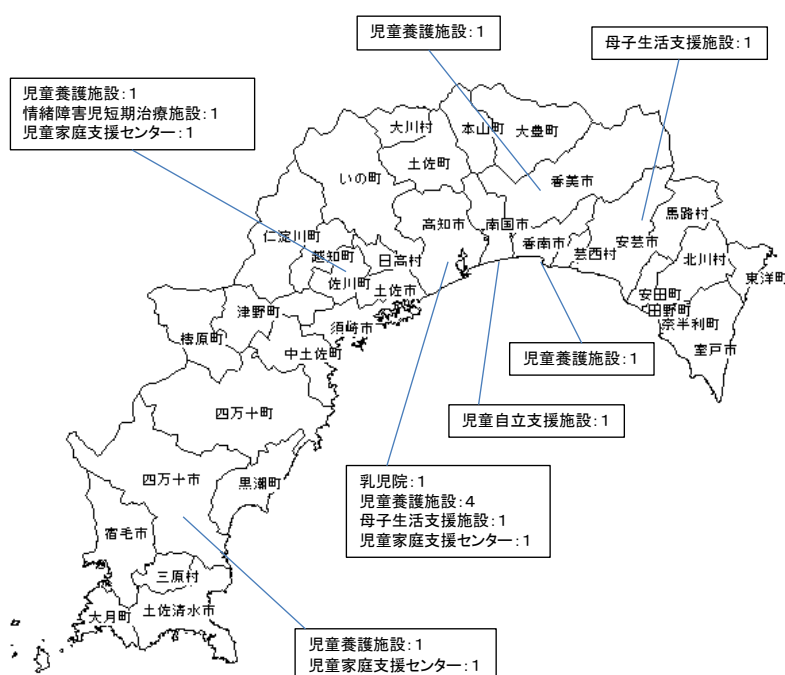 児童養護施設:1
母子生活支援施設:1
児童養護施設:1
情緒障害児短期治療施設:1
児童家庭支援センター:1
大川村
本山町
大豊町
土佐町
いの町
香美市
馬路村
高知市
南国市
仁淀川町
越知町
日高村
香南市
芸西村
安芸市
北川村
東洋町
佐川町
土佐市
安田町
田野町
奈半利町
室戸市
津野町
須崎市
梼原町
中土佐町
児童養護施設:1
四万十町
児童自立支援施設:1
四万十市
黒潮町
乳児院:1
児童養護施設:4
母子生活支援施設:1
児童家庭支援センター:1
宿毛市
三原村
大月町
土佐清水市
児童養護施設:1
児童家庭支援センター:1